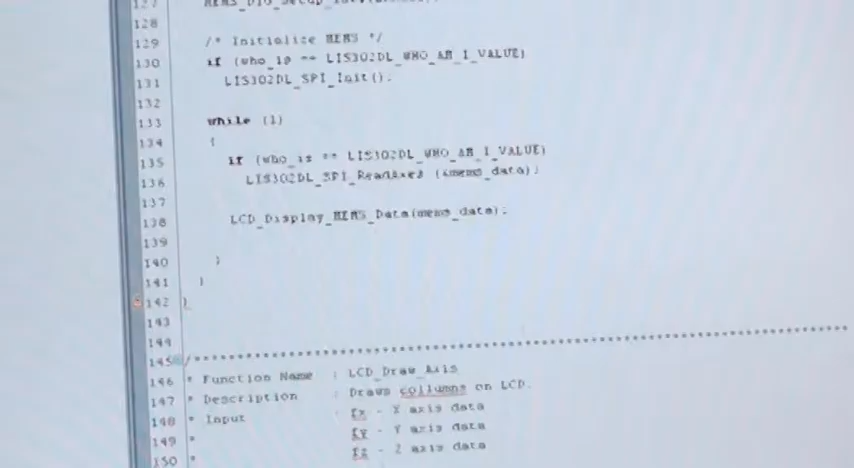 127
128
129 /* Initialize MEMS */
130 if (who_is == LIS302DL_WHO_AM_I_VALUE)
131 LIS302DL_SPI_Init();
132
133 while (1)
134 {
135 if (who_is == LIS302DL_WHO_AM_I_VALUE)
136 LIS302DL_SPI_ReadAxes (&mems_data);
137
138 LCD_Display_MEMS_Data(mems_data);
139
140 }
141 }
142 }
143
144
145 /****************************************************
146 * Function Name : LCD_Draw_Axis
147 * Description : Draws collumns on LCD.
148 * Input : fx - X axis data
149 * fy - Y axis data
150 * fz - Z axis data